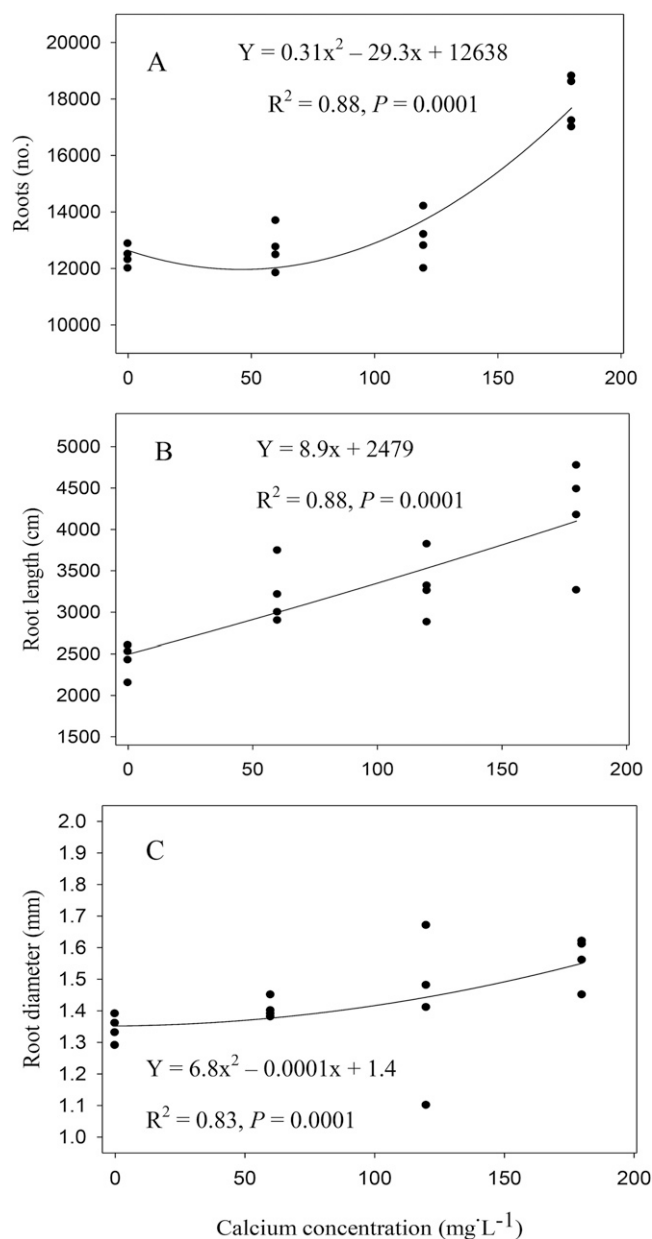 20000
18000
16000
14000
12000
10000
Roots (no.)
A
Y = 0.31x² – 29.3x + 12638
R² = 0.88, P = 0.0001
0 50 100 150 200
5000
4500
4000
3500
3000
2500
2000
1500
Root length (cm)
B
Y = 8.9x + 2479
R² = 0.88, P = 0.0001
0 50 100 150 200
2.0
1.9
1.8
1.7
1.6
1.5
1.4
1.3
1.2
1.1
1.0
Root diameter (mm)
C
Y = 6.8x² – 0.0001x + 1.4
R² = 0.83, P = 0.0001
0 50 100 150 200
Calcium concentration (mg·L⁻¹)